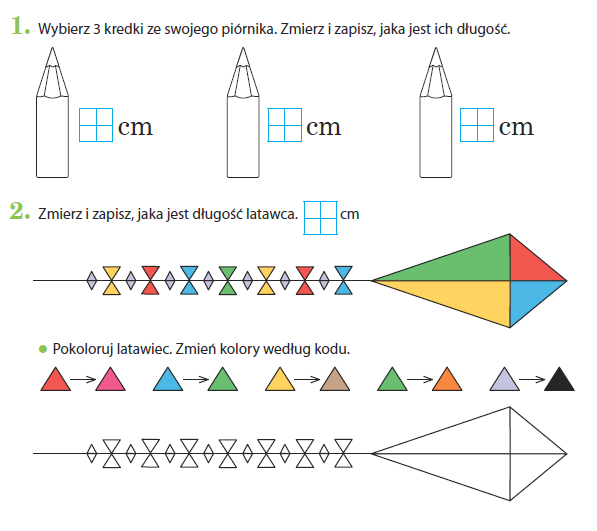 1. Wybierz 3 kredki ze swojego piórnika. Zmierz i zapisz, jaka jest ich długość.
cm cm cm
2. Zmierz i zapisz, jaka jest długość latawca. cm
• Pokoloruj latawiec. Zmień kolory według kodu.